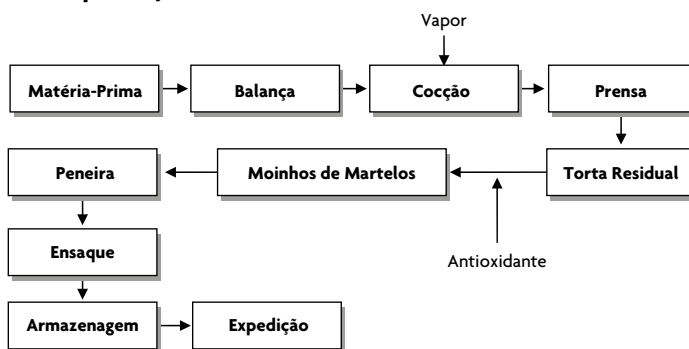 Vapor
Matéria-Prima
Balança
Cocção
Prensa
Peneira
Moinhos de Martelos
Torta Residual
Antioxidante
Ensaque
Armazenagem
Expedição